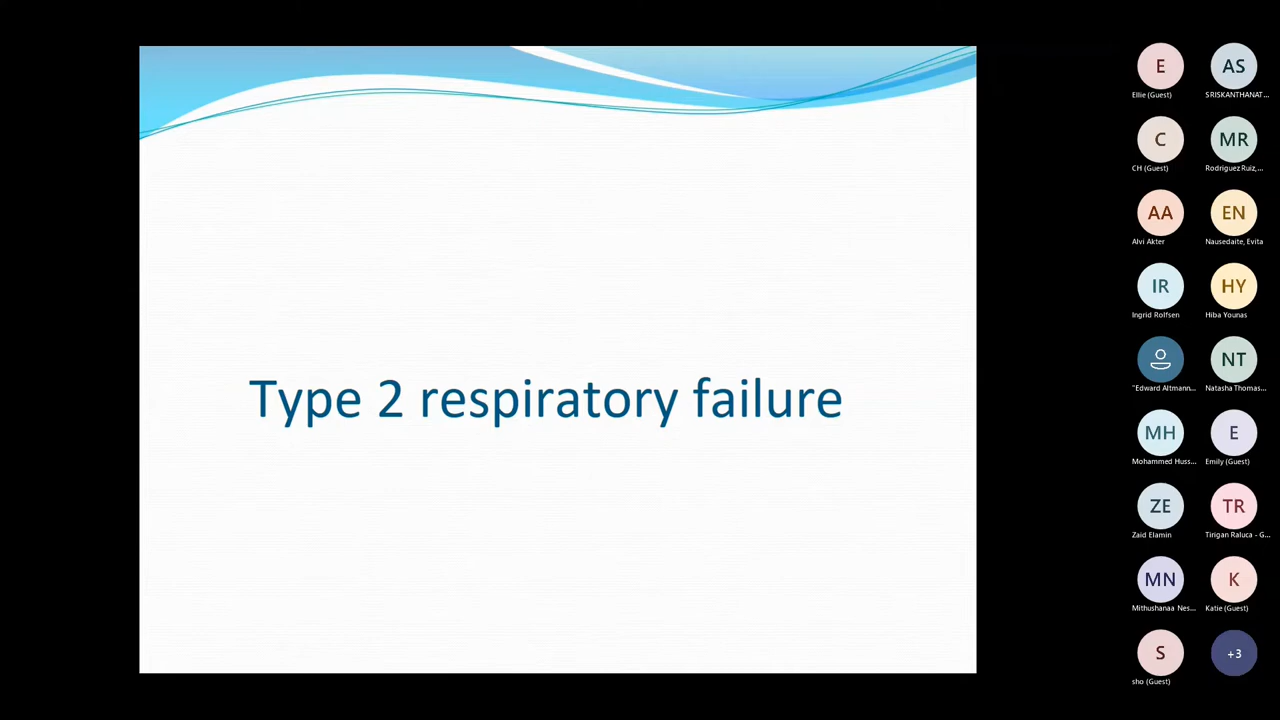 Type 2 respiratory failure
E
AS
Ellie (Guest)
SRISKANTHANAT...
C
MR
CH (Guest)
Rodriguez Ruiz,...
AA
EN
Alvi Akter
Nausedaite, Evita
IR
HY
Ingrid Rolfsen
Hiba Younas
NT
"Edward Altmann...
Natasha Thomas...
MH
E
Mohammed Huss...
Emily (Guest)
ZE
TR
Zaid Elamin
Tirigan Raluca - G...
MN
K
Mithushanaa Nes...
Katie (Guest)
S
+3
sho (Guest)